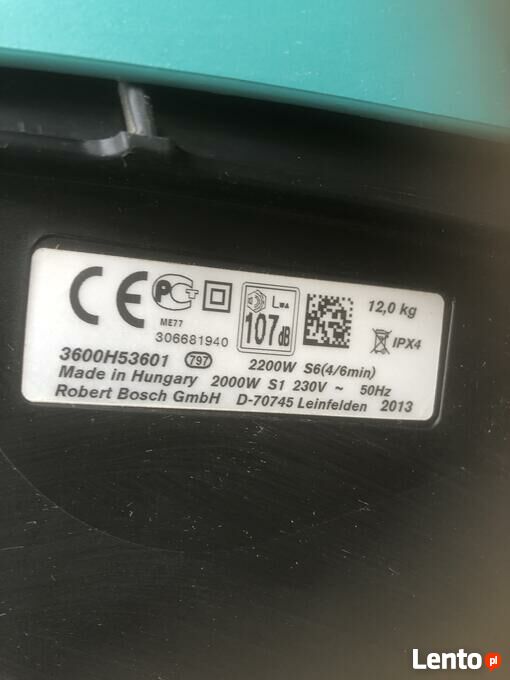 CE PCT LWA 12,0 kg
ME77
306681940 107dB IPX4
3600H53601 797 2200W S6(4/6min)
Made in Hungary 2000W S1 230V ~ 50Hz
Robert Bosch GmbH D-70745 Leinfelden 2013
Lento.pl